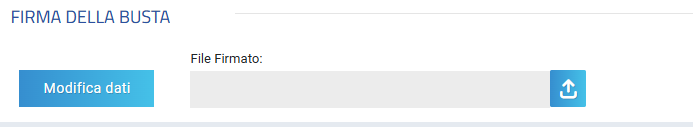 FIRMA DELLA BUSTA
File Firmato:
Modifica dati